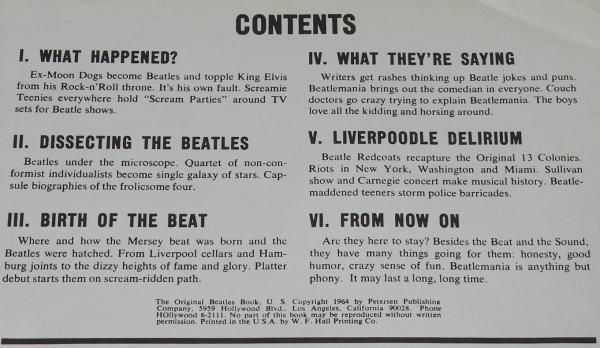 CONTENTS
I. WHAT HAPPENED?
Ex-Moon Dogs become Beatles and topple King Elvis
from his Rock-n'Roll throne. It's his own fault. Screamie
Teenies everywhere hold "Scream Parties" around TV
sets for Beatle shows.
II. DISSECTING THE BEATLES
Beatles under the microscope. Quartet of non-con-
formist individualists become single galaxy of stars. Cap-
sule biographies of the frolicsome four.
III. BIRTH OF THE BEAT
Where and how the Mersey beat was born and the
Beatles were hatched. From Liverpool cellars and Ham-
burg joints to the dizzy heights of fame and glory. Platter
debut starts them on scream-ridden path.
IV. WHAT THEY'RE SAYING
Writers get rashes thinking up Beatle jokes and puns.
Beatlemania brings out the comedian in everyone. Couch
doctors go crazy trying to explain Beatlemania. The boys
love all the kidding and horsing around.
V. LIVERPOODLE DELIRIUM
Beatle Redcoats recapture the Original 13 Colonies.
Riots in New York, Washington and Miami. Sullivan
show and Carnegie concert make musical history. Beatle-
maddened teeners storm police barricades.
VI. FROM NOW ON
Are they here to stay? Besides the Beat and the Sound,
they have many things going for them: honesty, good
humor, crazy sense of fun. Beatlemania is anything but
phony. It may last a long, long time.
The Original Beatles Book, U. S. Copyright 1964 by Petersen Publishing
Company, 5959 Hollywood Blvd., Los Angeles, California 90028. Phone
HOllywood 6-2111. No part of this book may be reproduced without written
permission. Printed in the U.S.A. by W. F. Hall Printing Co.